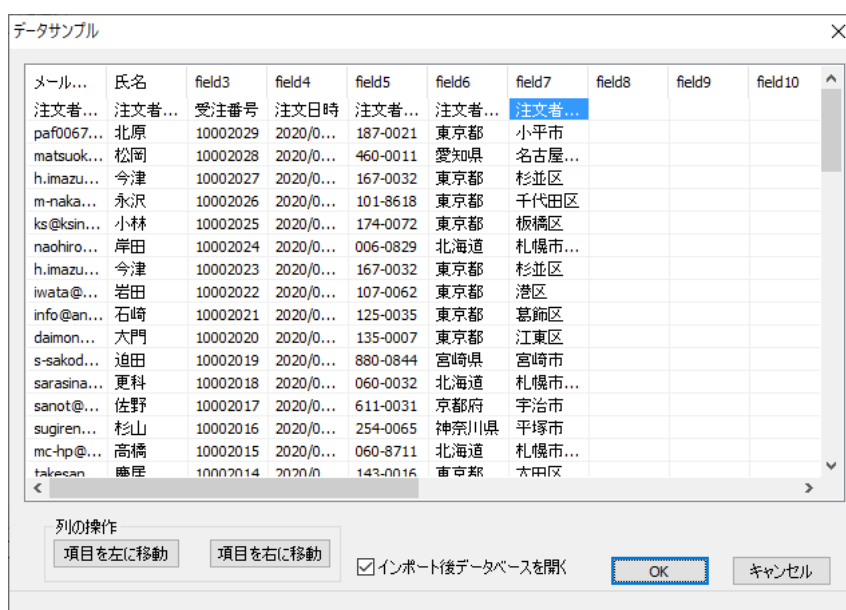 データサンプル
メール... 氏名 field3 field4 field5 field6 field7 field8 field9 field10
注文者... 注文者... 受注番号 注文日時 注文者... 注文者... 注文者...
paf0067... 北原 10002029 2020/0... 187-0021 東京都 小平市
matsuok... 松岡 10002028 2020/0... 460-0011 愛知県 名古屋...
h.imazu... 今津 10002027 2020/0... 167-0032 東京都 杉並区
m-naka... 永沢 10002026 2020/0... 101-8618 東京都 千代田区
ks@ksin... 小林 10002025 2020/0... 174-0072 東京都 板橋区
naohiro... 岸田 10002024 2020/0... 006-0829 北海道 札幌市...
h.imazu... 今津 10002023 2020/0... 167-0032 東京都 杉並区
iwata@... 岩田 10002022 2020/0... 107-0062 東京都 港区
info@an... 石崎 10002021 2020/0... 125-0035 東京都 葛飾区
daimon... 大門 10002020 2020/0... 135-0007 東京都 江東区
s-sakod... 迫田 10002019 2020/0... 880-0844 宮崎県 宮崎市
sarasina... 更科 10002018 2020/0... 060-0032 北海道 札幌市...
sanot@... 佐野 10002017 2020/0... 611-0031 京都府 宇治市
sugiren... 杉山 10002016 2020/0... 254-0065 神奈川県 平塚市
mc-hp@... 高橋 10002015 2020/0... 060-8711 北海道 札幌市...
takesan 10002014 2020/0 143-0016 東京都 大田区
列の操作
項目を左に移動 項目を右に移動 インポート後データベースを開く OK キャンセル